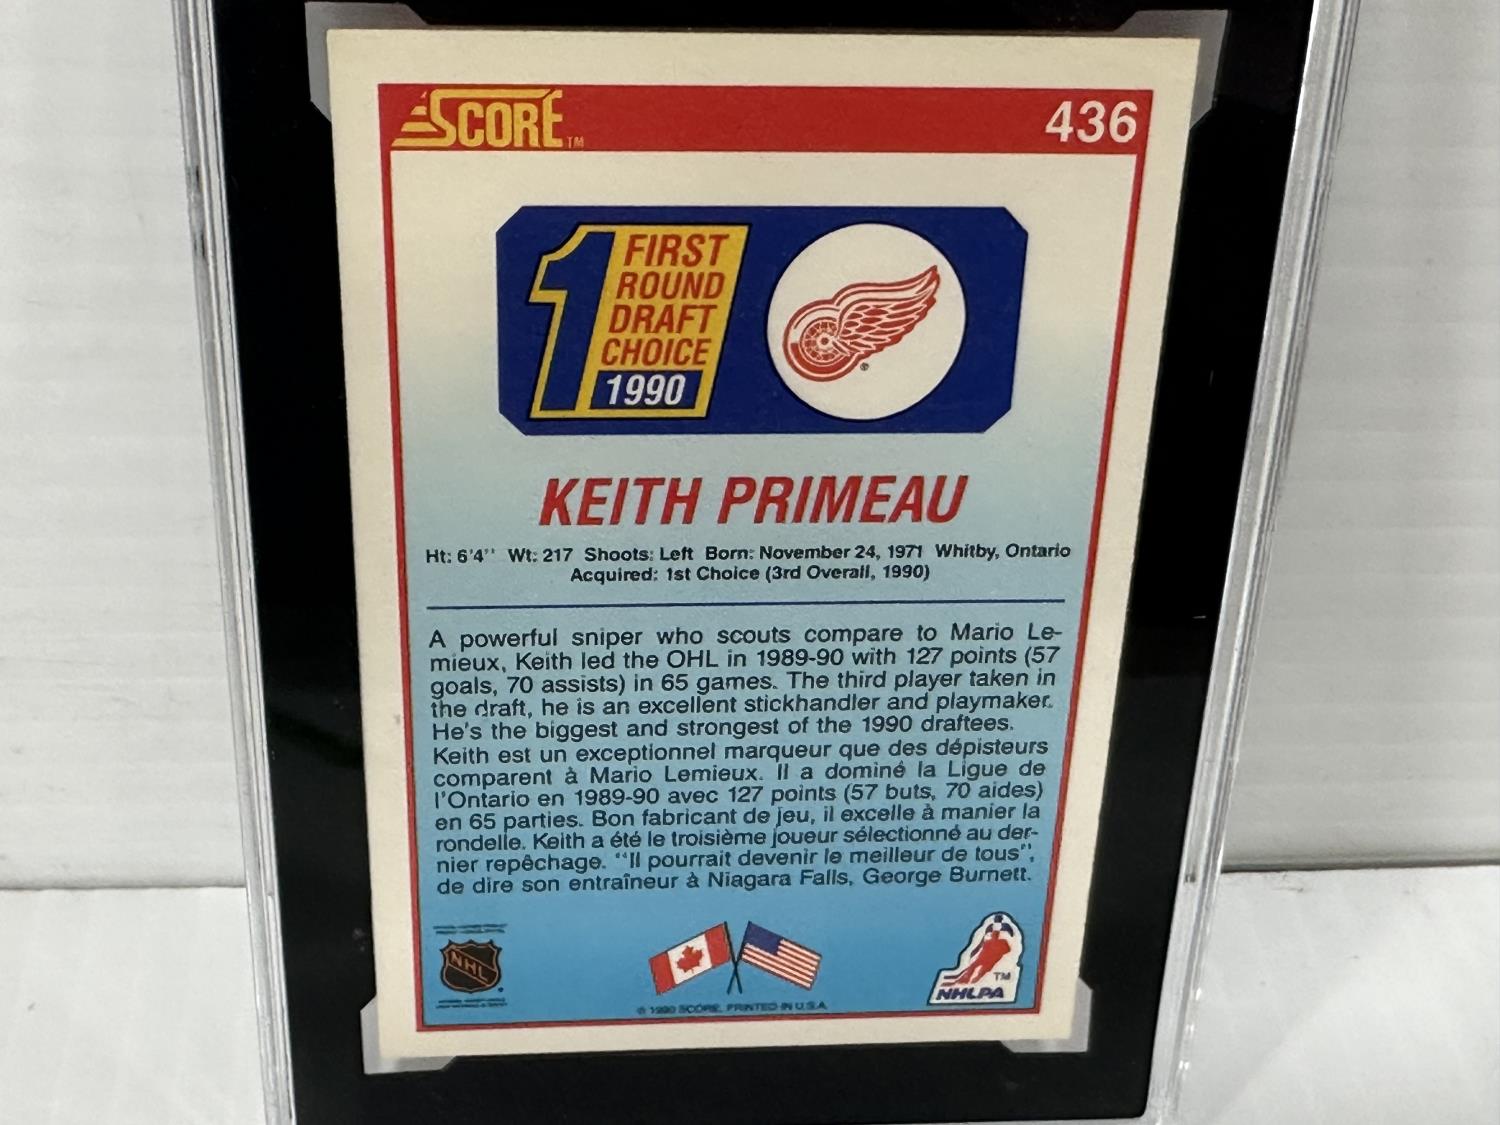 SCORE TM
436
1
FIRST
ROUND
DRAFT
CHOICE
1990
KEITH PRIMEAU
Ht: 6'4'' Wt: 217 Shoots: Left Born: November 24, 1971 Whitby, Ontario
Acquired: 1st Choice (3rd Overall, 1990)
A powerful sniper who scouts compare to Mario Le-
mieux, Keith led the OHL in 1989-90 with 127 points (57
goals, 70 assists) in 65 games. The third player taken in
the draft, he is an excellent stickhandler and playmaker.
He's the biggest and strongest of the 1990 draftees.
Keith est un exceptionnel marqueur que des dépisteurs
comparent à Mario Lemieux. Il a dominé la Ligue de
l'Ontario en 1989-90 avec 127 points (57 buts, 70 aides)
en 65 parties. Bon fabricant de jeu, il excelle à manier la
rondelle. Keith a été le troisième joueur sélectionné au der-
nier repêchage. "Il pourrait devenir le meilleur de tous",
de dire son entraîneur à Niagara Falls, George Burnett.
NHL
TM
NHLPA
© 1990 SCORE, PRINTED IN U.S.A.